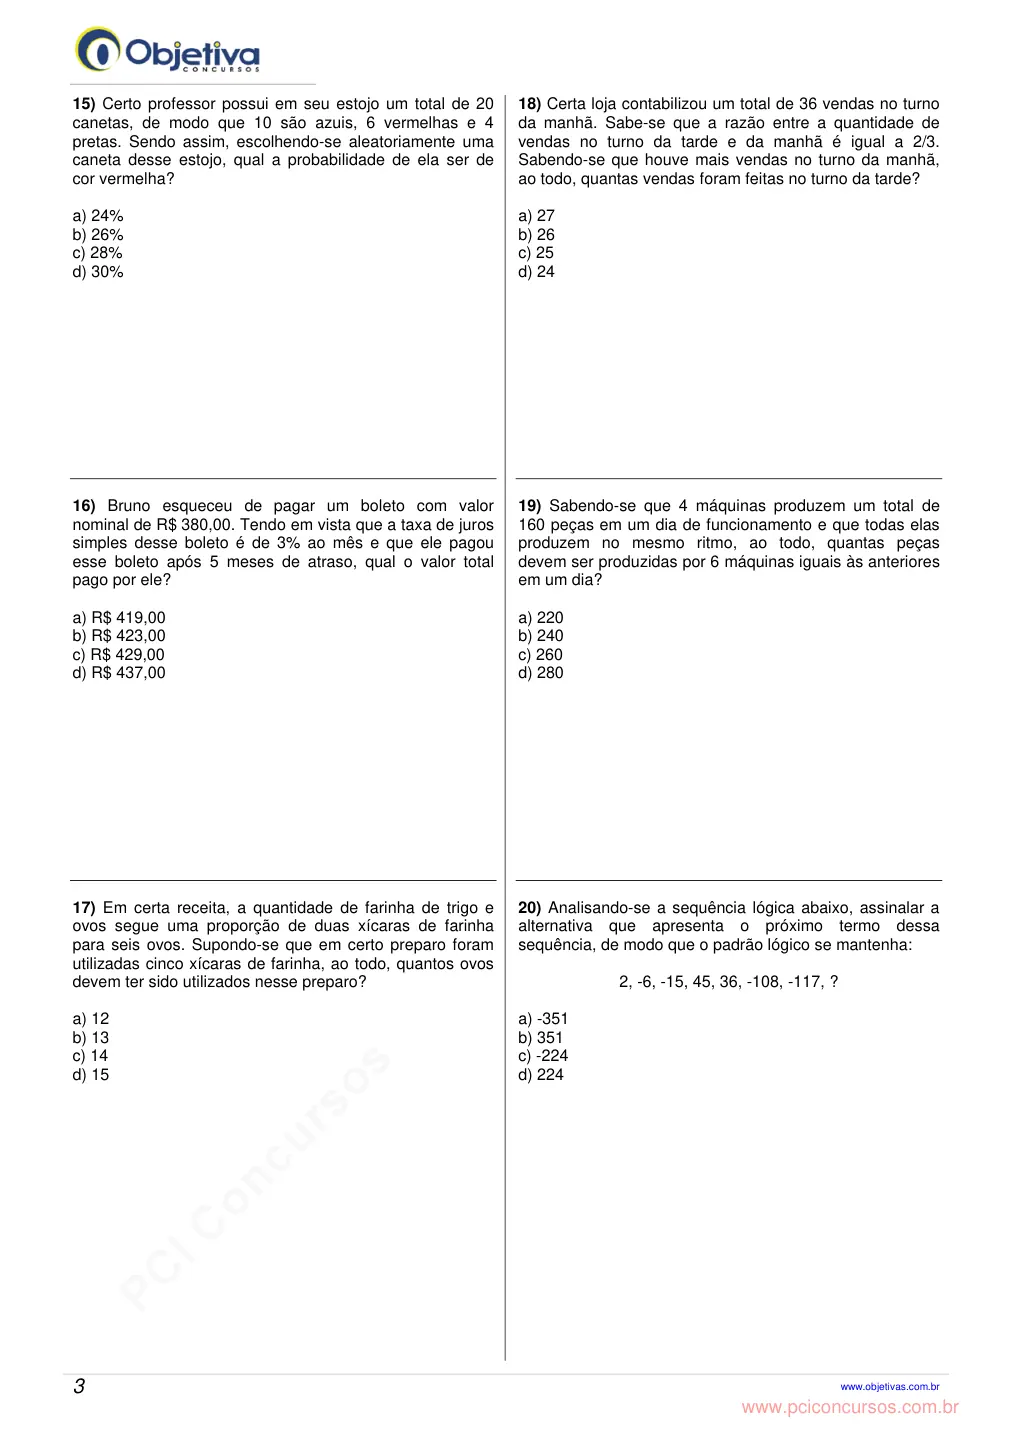 Objetiva
CONCURSOS
15) Certo professor possui em seu estojo um total de 20
canetas, de modo que 10 são azuis, 6 vermelhas e 4
pretas. Sendo assim, escolhendo-se aleatoriamente uma
caneta desse estojo, qual a probabilidade de ela ser de
cor vermelha?
a) 24%
b) 26%
c) 28%
d) 30%
16) Bruno esqueceu de pagar um boleto com valor
nominal de R$ 380,00. Tendo em vista que a taxa de juros
simples desse boleto é de 3% ao mês e que ele pagou
esse boleto após 5 meses de atraso, qual o valor total
pago por ele?
a) R$ 419,00
b) R$ 423,00
c) R$ 429,00
d) R$ 437,00
17) Em certa receita, a quantidade de farinha de trigo e
ovos segue uma proporção de duas xícaras de farinha
para seis ovos. Supondo-se que em certo preparo foram
utilizadas cinco xícaras de farinha, ao todo, quantos ovos
devem ter sido utilizados nesse preparo?
a) 12
b) 13
c) 14
d) 15
18) Certa loja contabilizou um total de 36 vendas no turno
da manhã. Sabe-se que a razão entre a quantidade de
vendas no turno da tarde e da manhã é igual a 2/3.
Sabendo-se que houve mais vendas no turno da manhã,
ao todo, quantas vendas foram feitas no turno da tarde?
a) 27
b) 26
c) 25
d) 24
19) Sabendo-se que 4 máquinas produzem um total de
160 peças em um dia de funcionamento e que todas elas
produzem no mesmo ritmo, ao todo, quantas peças
devem ser produzidas por 6 máquinas iguais às anteriores
em um dia?
a) 220
b) 240
c) 260
d) 280
20) Analisando-se a sequência lógica abaixo, assinalar a
alternativa que apresenta o próximo termo dessa
sequência, de modo que o padrão lógico se mantenha:
2, -6, -15, 45, 36, -108, -117, ?
a) -351
b) 351
c) -224
d) 224
PCI Concursos
3
www.objetivas.com.br
www.pciconcursos.com.br